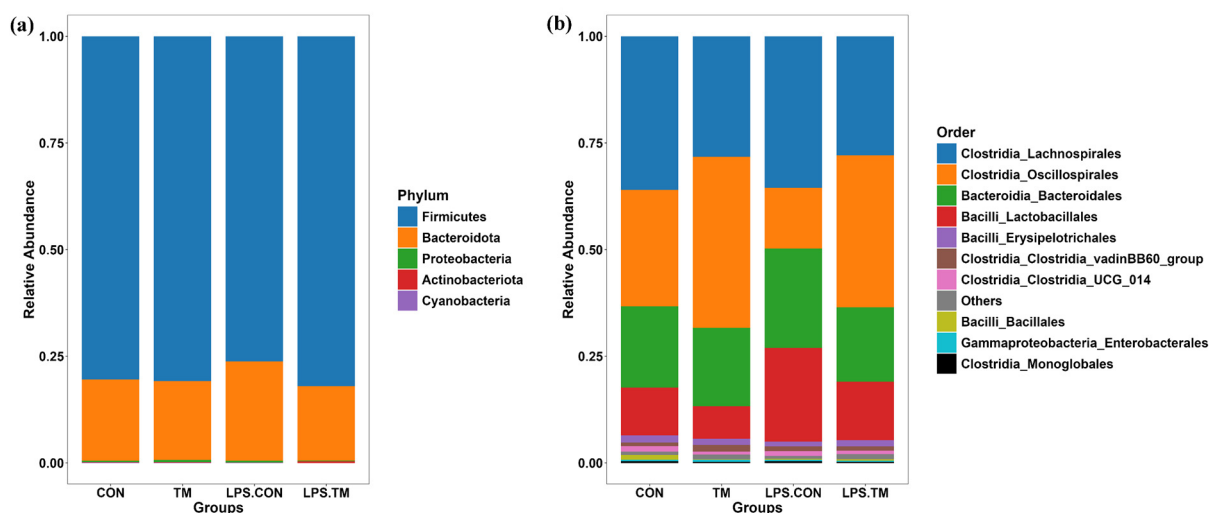 (a)
1.00
0.75
0.50
0.25
0.00
Relative Abundance
CON TM LPS.CON LPS.TM
Groups
Phylum
Firmicutes
Bacteroidota
Proteobacteria
Actinobacteriota
Cyanobacteria
(b)
1.00
0.75
0.50
0.25
0.00
Relative Abundance
CON TM LPS.CON LPS.TM
Groups
Order
Clostridia_Lachnospirales
Clostridia_Oscillospirales
Bacteroidia_Bacteroidales
Bacilli_Lactobacillales
Bacilli_Erysipelotrichales
Clostridia_Clostridia_vadinBB60_group
Clostridia_Clostridia_UCG_014
Others
Bacilli_Bacillales
Gammaproteobacteria_Enterobacterales
Clostridia_Monoglobales